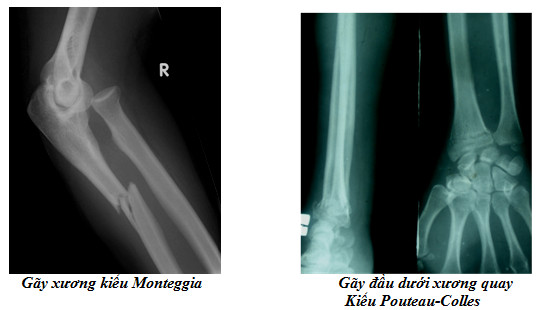 R
Gãy xương kiểu Monteggia
Gãy đầu dưới xương quay
Kiểu Pouteau-Colles